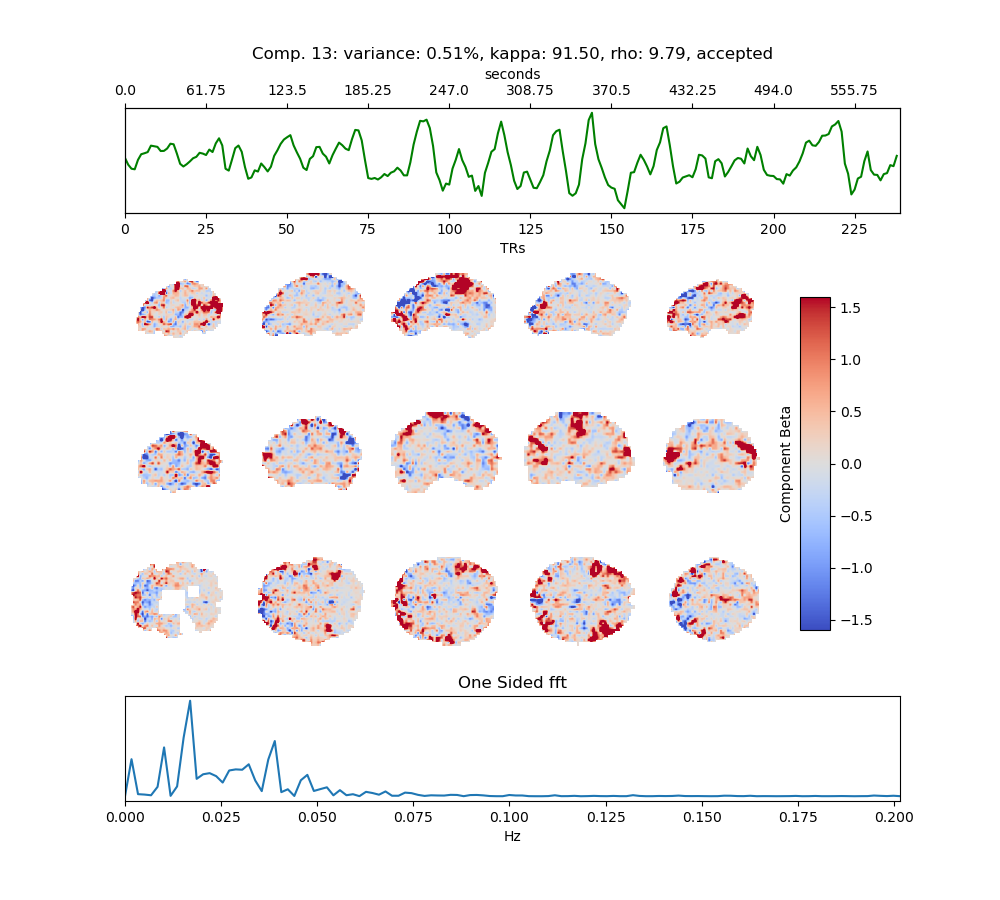 Comp. 13: variance: 0.51%, kappa: 91.50, rho: 9.79, accepted
seconds
0.0 61.75 123.5 185.25 247.0 308.75 370.5 432.25 494.0 555.75
0 25 50 75 100 125 150 175 200 225
TRs
1.5
1.0
0.5
0.0
−0.5
−1.0
−1.5
Component Beta
One Sided fft
0.000 0.025 0.050 0.075 0.100 0.125 0.150 0.175 0.200
Hz